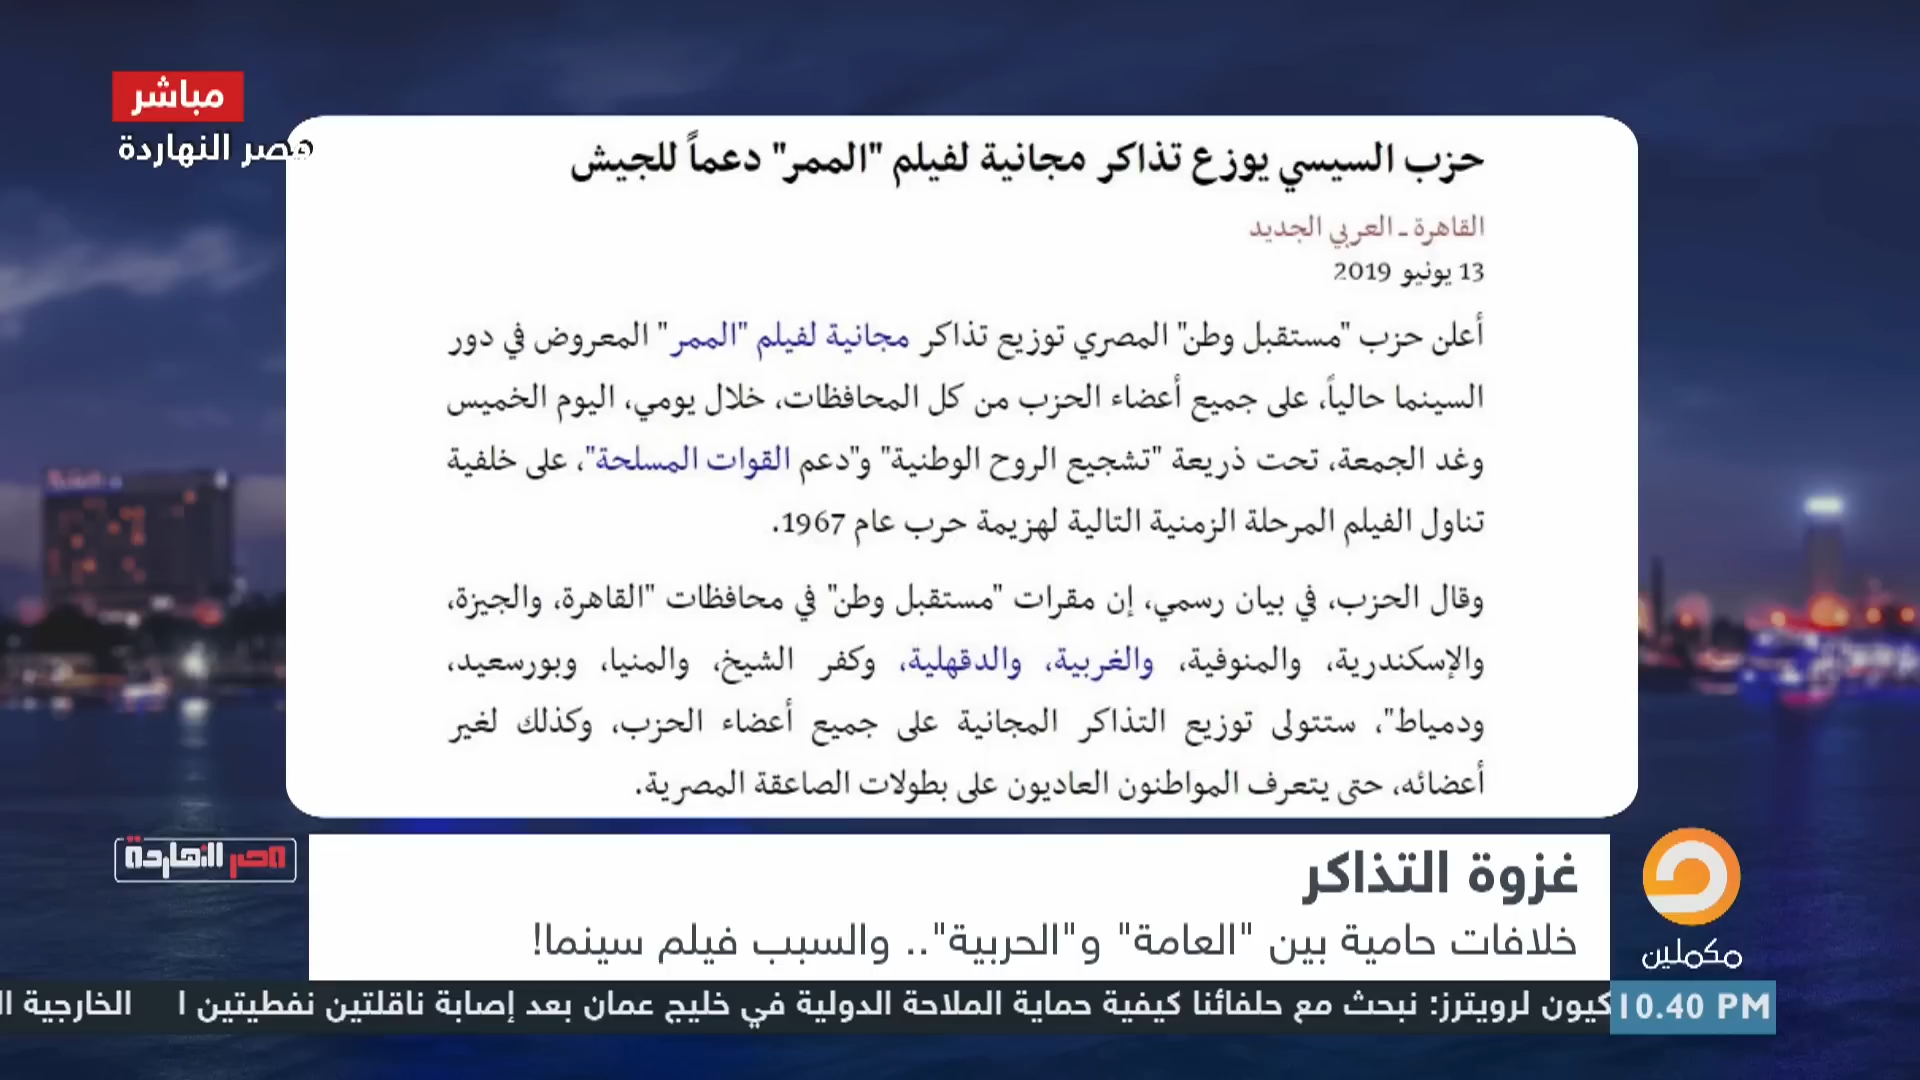 مباشر
مصر النهاردة
حزب السيسي يوزع تذاكر مجانية لفيلم "الممر" دعماً للجيش
القاهرة ـ العربي الجديد
13 يونيو 2019
أعلن حزب "مستقبل وطن" المصري توزيع تذاكر مجانية لفيلم "الممر" المعروض في دور
السينما حالياً، على جميع أعضاء الحزب من كل المحافظات، خلال يومي، اليوم الخميس
وغد الجمعة، تحت ذريعة "تشجيع الروح الوطنية" و"دعم القوات المسلحة"، على خلفية
تناول الفيلم المرحلة الزمنية التالية لهزيمة حرب عام 1967.
وقال الحزب، في بيان رسمي، إن مقرات "مستقبل وطن" في محافظات "القاهرة، والجيزة،
والإسكندرية، والمنوفية، والغربية، والدقهلية، وكفر الشيخ، والمنيا، وبورسعيد،
ودمياط"، ستتولى توزيع التذاكر المجانية على جميع أعضاء الحزب، وكذلك لغير
أعضائه، حتى يتعرف المواطنون العاديون على بطولات الصاعقة المصرية.
مصر النهاردة
غزوة التذاكر
خلافات حامية بين "العامة" و"الحربية".. والسبب فيلم سينما!
مكملين
كيون لرويترز: نبحث مع حلفائنا كيفية حماية الملاحة الدولية في خليج عمان بعد إصابة ناقلتين نفطيتين ا الخارجية ال
10.40 PM